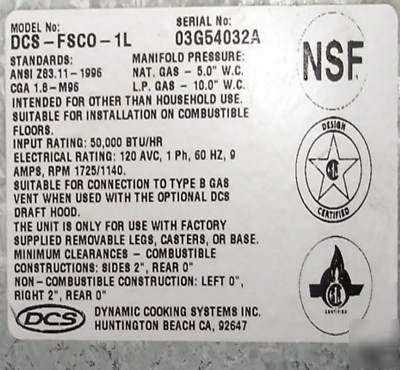 MODEL No: SERIAL NO:
DCS-FSCO-1L 03G54032A
STANDARDS: MANIFOLD PRESSURE:
ANSI Z83.11-1996 NAT. GAS - 5.0" W.C.
CGA 1.8-M96 L.P. GAS - 10.0" W.C.
INTENDED FOR OTHER THAN HOUSEHOLD USE.
SUITABLE FOR INSTALLATION ON COMBUSTIBLE
FLOORS.
INPUT RATING: 50,000 BTU/HR
ELECTRICAL RATING: 120 AVC, 1 Ph, 60 HZ, 9
AMPS, RPM 1725/1140.
SUITABLE FOR CONNECTION TO TYPE B GAS
VENT WHEN USED WITH THE OPTIONAL DCS
DRAFT HOOD.
THE UNIT IS ONLY FOR USE WITH FACTORY
SUPPLIED REMOVABLE LEGS, CASTERS, OR BASE.
MINIMUM CLEARANCES - COMBUSTIBLE
CONSTRUCTIONS: SIDES 2", REAR 0"
NON-COMBUSTIBLE CONSTRUCTION: LEFT 0",
RIGHT 2", REAR 0"
DCS DYNAMIC COOKING SYSTEMS INC.
HUNTINGTON BEACH CA, 92647
NSF
DESIGN
CERTIFIED